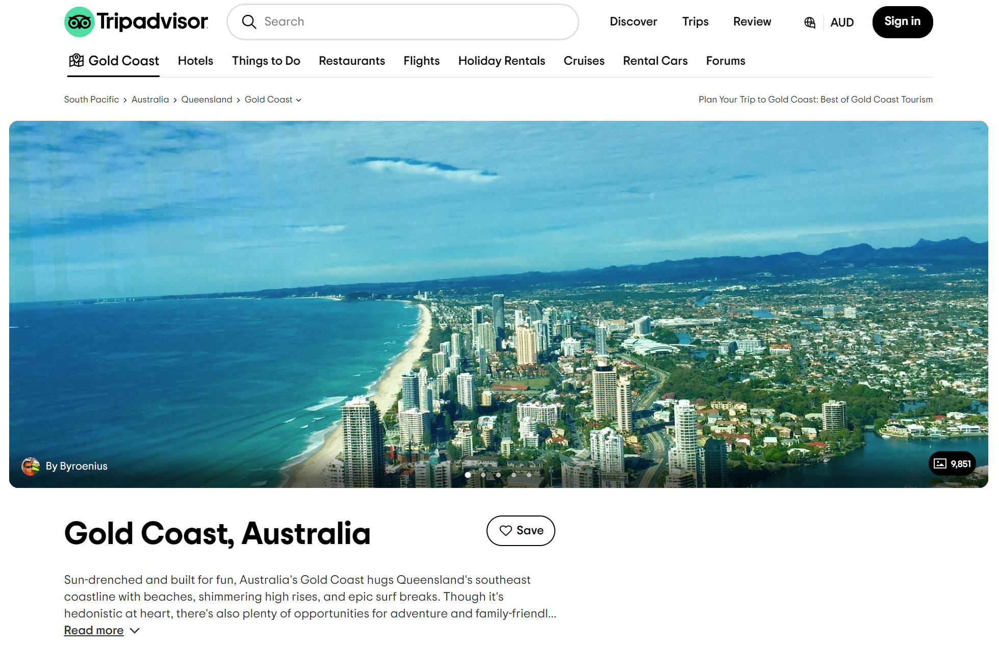 Tripadvisor
Search
Discover
Trips
Review
AUD
Sign in
Gold Coast
Hotels
Things to Do
Restaurants
Flights
Holiday Rentals
Cruises
Rental Cars
Forums
South Pacific › Australia › Queensland › Gold Coast
Plan Your Trip to Gold Coast: Best of Gold Coast Tourism
By Byroenius
9,851
Gold Coast, Australia
Save
Sun-drenched and built for fun, Australia's Gold Coast hugs Queensland's southeast
coastline with beaches, shimmering high rises, and epic surf breaks. Though it's
hedonistic at heart, there's also plenty of opportunities for adventure and family-friendl...
Read more